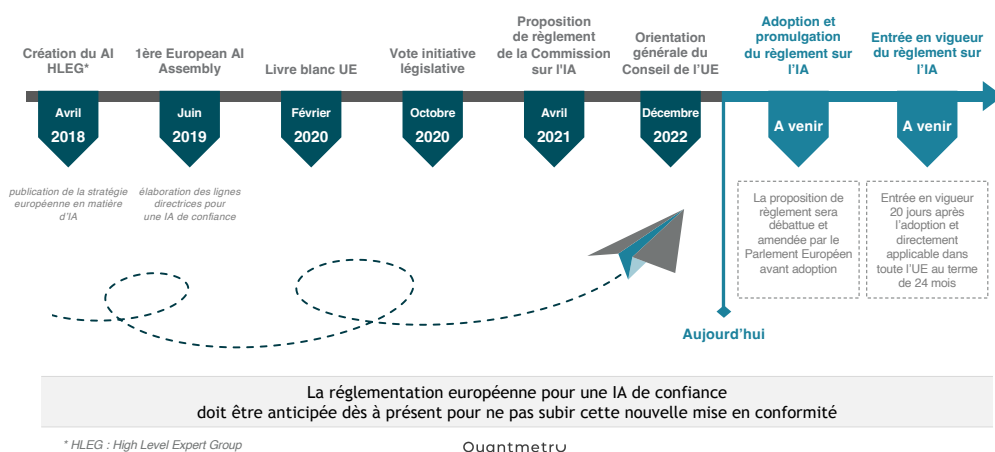 Création du AI
HLEG*
1ère European AI
Assembly
Livre blanc UE
Vote initiative
législative
Proposition
de règlement
de la Commission
sur l'IA
Orientation
générale du
Conseil de l'UE
Adoption et
promulgation
du règlement sur
l'IA
Entrée en vigueur
du règlement sur
l'IA
Avril
2018
Juin
2019
Février
2020
Octobre
2020
Avril
2021
Décembre
2022
A venir
A venir
publication de la stratégie
européenne en matière
d'IA
élaboration des lignes
directrices pour
une IA de confiance
La proposition de
règlement sera
débattue et
amendée par le
Parlement Européen
avant adoption
Entrée en vigueur
20 jours après
l'adoption et
directement
applicable dans
toute l'UE au terme
de 24 mois
Aujourd'hui
La réglementation européenne pour une IA de confiance
doit être anticipée dès à présent pour ne pas subir cette nouvelle mise en conformité
* HLEG : High Level Expert Group
Quantmetry